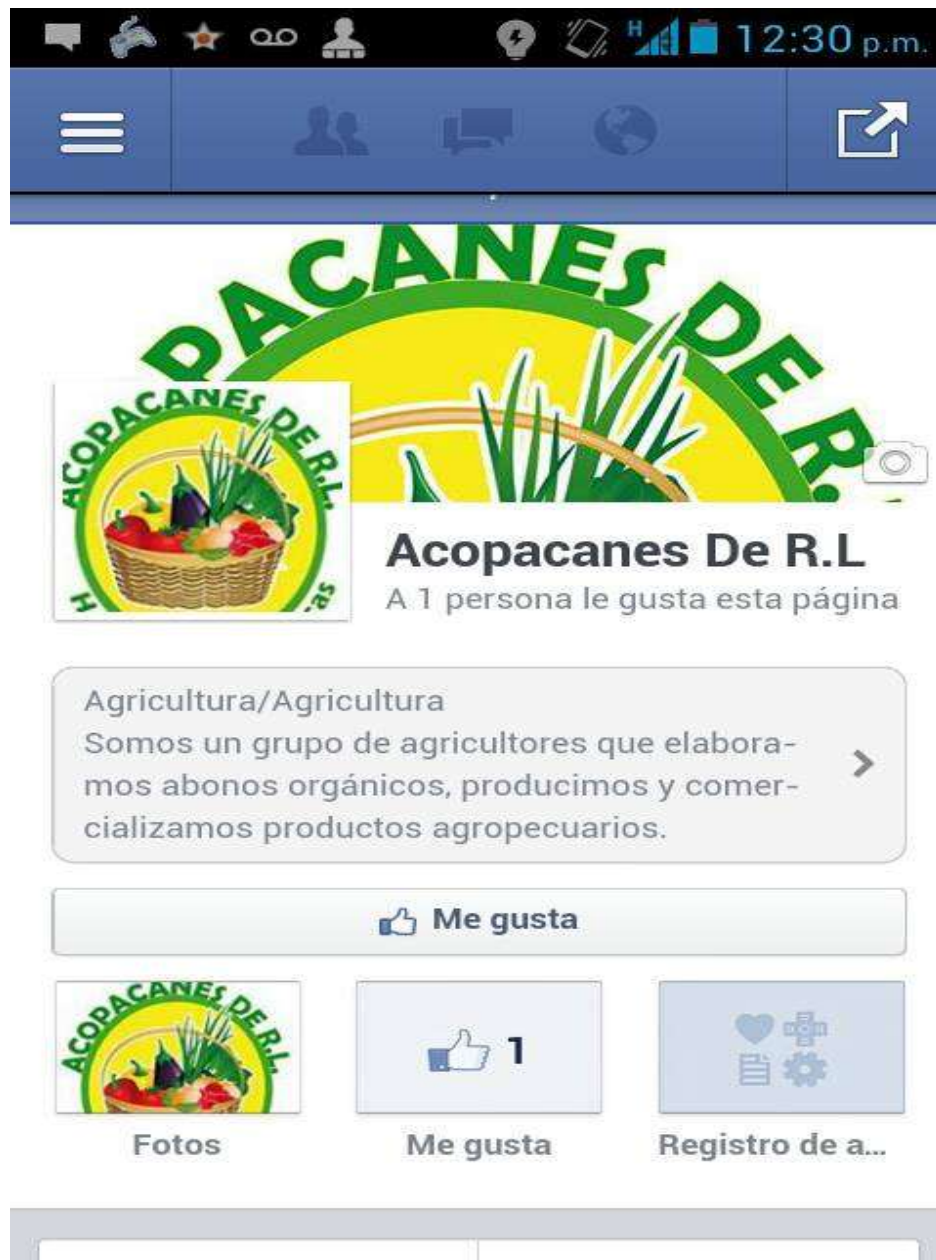 H
12:30 p.m.
PACANES DE R.L.
ACOPACANES DE R.L.
Acopacanes De R.L
A 1 persona le gusta esta página
Agricultura/Agricultura
Somos un grupo de agricultores que elabora-
mos abonos orgánicos, producimos y comer-
cializamos productos agropecuarios.
Me gusta
ACOPACANES DE R.L.
1
Fotos
Me gusta
Registro de a...